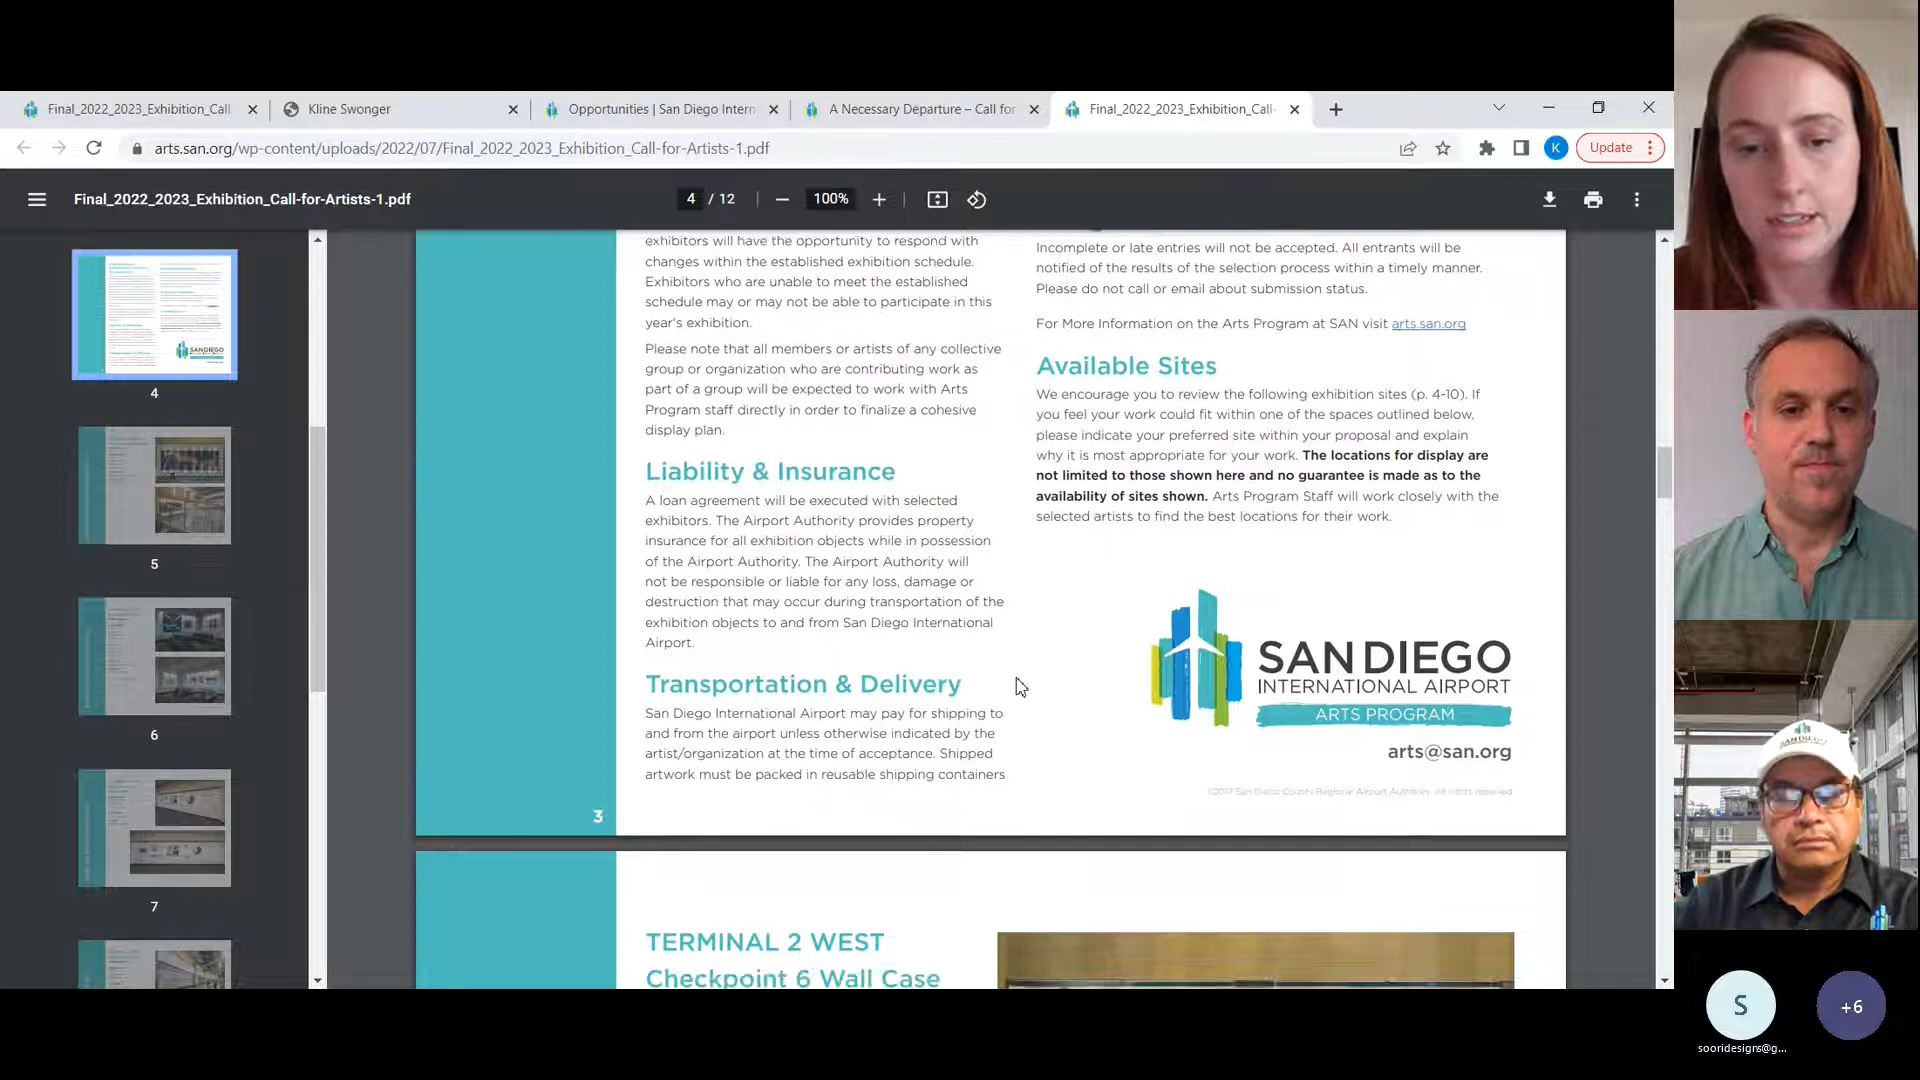 Final_2022_2023_Exhibition_Call
Kline Swonger
Opportunities | San Diego Intern
A Necessary Departure – Call for
Final_2022_2023_Exhibition_Call-
arts.san.org/wp-content/uploads/2022/07/Final_2022_2023_Exhibition_Call-for-Artists-1.pdf
K
Update
Final_2022_2023_Exhibition_Call-for-Artists-1.pdf
4 / 12
100%
4
5
6
7
exhibitors will have the opportunity to respond with
changes within the established exhibition schedule.
Exhibitors who are unable to meet the established
schedule may or may not be able to participate in this
year's exhibition.
Please note that all members or artists of any collective
group or organization who are contributing work as
part of a group will be expected to work with Arts
Program staff directly in order to finalize a cohesive
display plan.
Liability & Insurance
A loan agreement will be executed with selected
exhibitors. The Airport Authority provides property
insurance for all exhibition objects while in possession
of the Airport Authority. The Airport Authority will
not be responsible or liable for any loss, damage or
destruction that may occur during transportation of the
exhibition objects to and from San Diego International
Airport.
Transportation & Delivery
San Diego International Airport may pay for shipping to
and from the airport unless otherwise indicated by the
artist/organization at the time of acceptance. Shipped
artwork must be packed in reusable shipping containers
3
Incomplete or late entries will not be accepted. All entrants will be
notified of the results of the selection process within a timely manner.
Please do not call or email about submission status.
For More Information on the Arts Program at SAN visit arts.san.org
Available Sites
We encourage you to review the following exhibition sites (p. 4-10). If
you feel your work could fit within one of the spaces outlined below,
please indicate your preferred site within your proposal and explain
why it is most appropriate for your work. The locations for display are
not limited to those shown here and no guarantee is made as to the
availability of sites shown. Arts Program Staff will work closely with the
selected artists to find the best locations for their work.
SAN DIEGO
INTERNATIONAL AIRPORT
ARTS PROGRAM
arts@san.org
©2017 San Diego County Regional Airport Authority. All rights reserved.
TERMINAL 2 WEST
Checkpoint 6 Wall Case
SAN DIEGO
S
+6
sooridesigns@g...